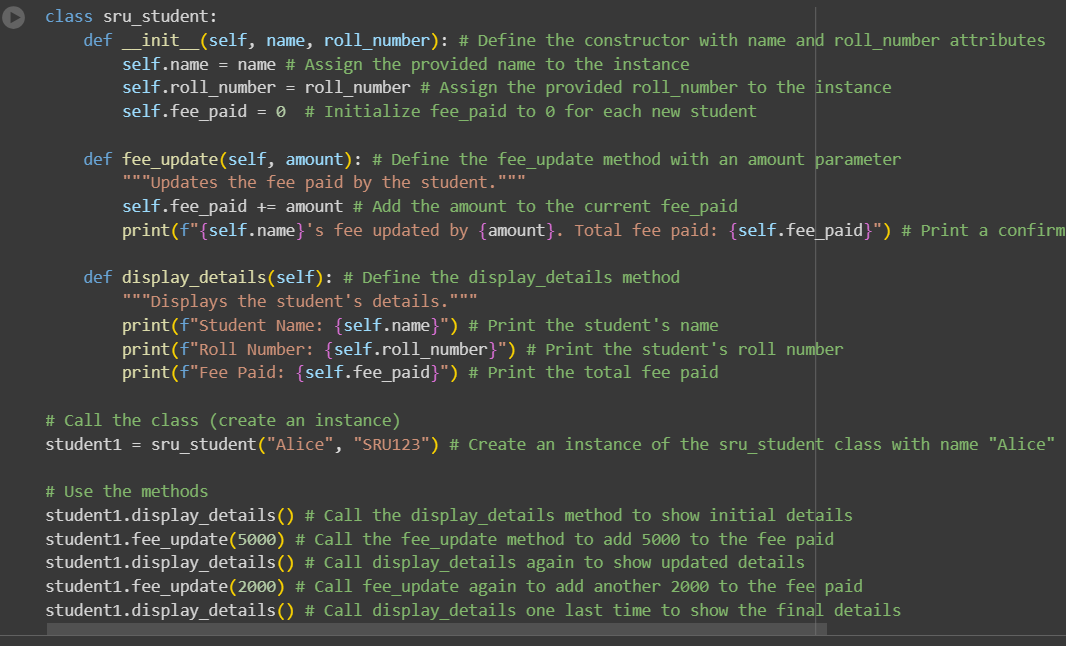 class sru_student:
    def __init__(self, name, roll_number): # Define the constructor with name and roll_number attributes
        self.name = name # Assign the provided name to the instance
        self.roll_number = roll_number # Assign the provided roll_number to the instance
        self.fee_paid = 0  # Initialize fee_paid to 0 for each new student

    def fee_update(self, amount): # Define the fee_update method with an amount parameter
        """Updates the fee paid by the student."""
        self.fee_paid += amount # Add the amount to the current fee_paid
        print(f"{self.name}'s fee updated by {amount}. Total fee paid: {self.fee_paid}") # Print a confirm

    def display_details(self): # Define the display_details method
        """Displays the student's details."""
        print(f"Student Name: {self.name}") # Print the student's name
        print(f"Roll Number: {self.roll_number}") # Print the student's roll number
        print(f"Fee Paid: {self.fee_paid}") # Print the total fee paid

# Call the class (create an instance)
student1 = sru_student("Alice", "SRU123") # Create an instance of the sru_student class with name "Alice"

# Use the methods
student1.display_details() # Call the display_details method to show initial details
student1.fee_update(5000) # Call the fee_update method to add 5000 to the fee paid
student1.display_details() # Call display_details again to show updated details
student1.fee_update(2000) # Call fee_update again to add another 2000 to the fee paid
student1.display_details() # Call display_details one last time to show the final details